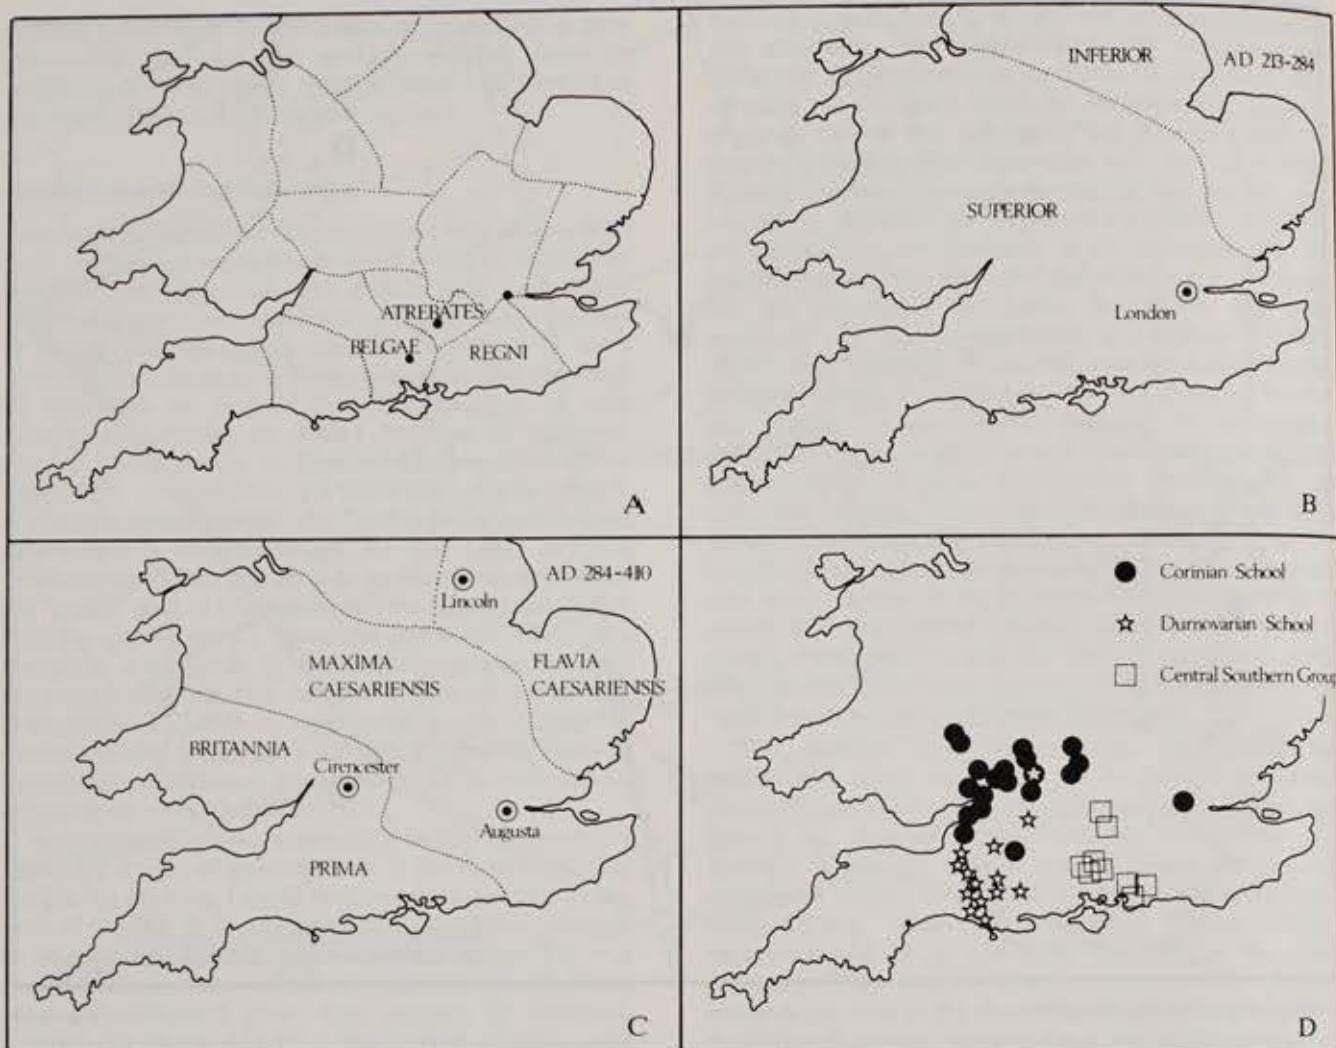 ATREBATES
BELGAE
REGNI
A
INFERIOR
AD 213-284
SUPERIOR
London
B
AD 284-410
Lincoln
MAXIMA
CAESARIENSIS
FLAVIA
CAESARIENSIS
BRITANNIA
Cirencester
Augusta
PRIMA
C
Corinian School
Durnovarian School
Central Southern Group
D